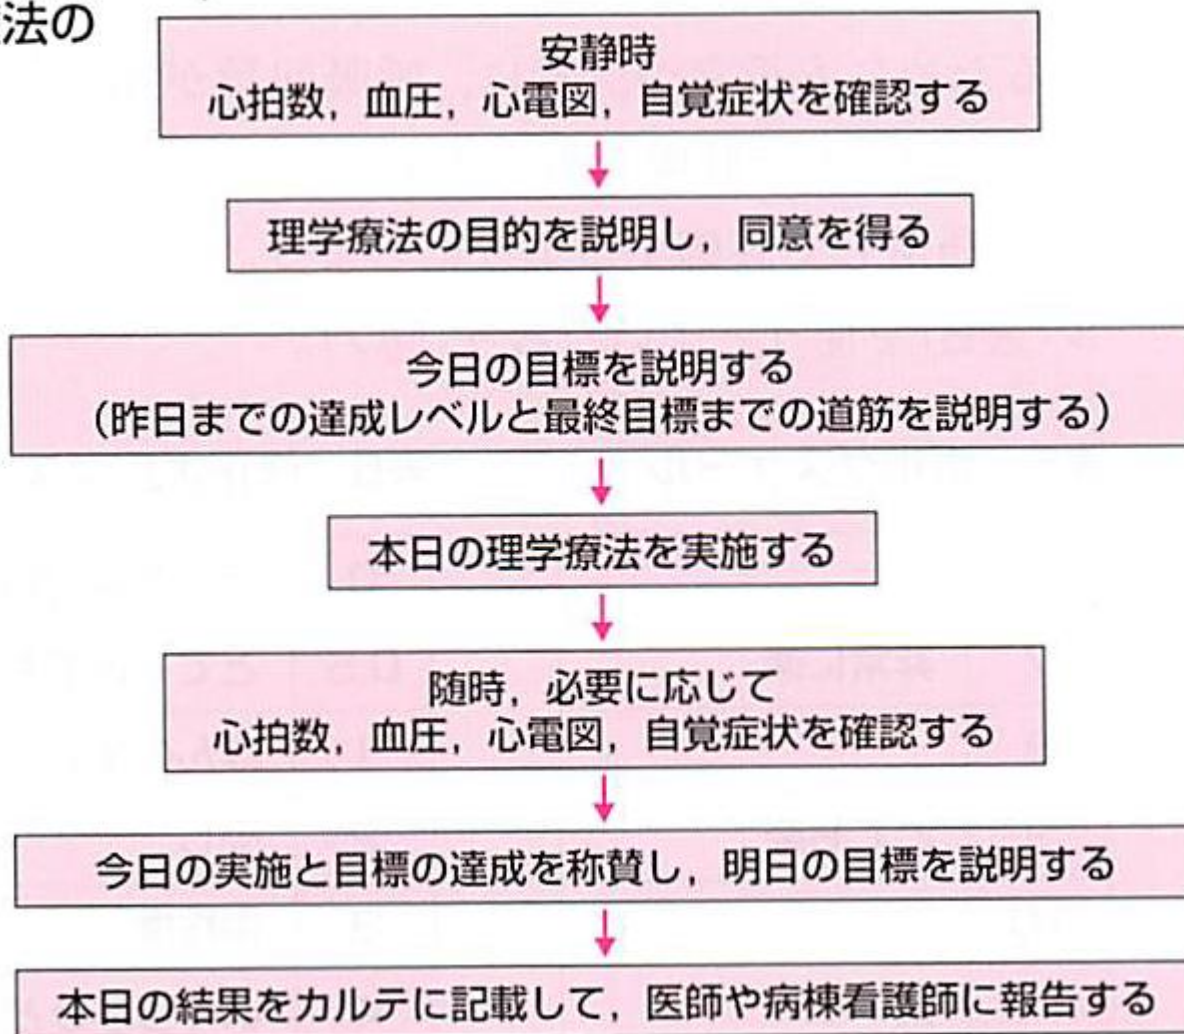 法の
安静時
心拍数，血圧，心電図，自覚症状を確認する
理学療法の目的を説明し，同意を得る
今日の目標を説明する
（昨日までの達成レベルと最終目標までの道筋を説明する）
本日の理学療法を実施する
随時，必要に応じて
心拍数，血圧，心電図，自覚症状を確認する
今日の実施と目標の達成を称賛し，明日の目標を説明する
本日の結果をカルテに記載して，医師や病棟看護師に報告する